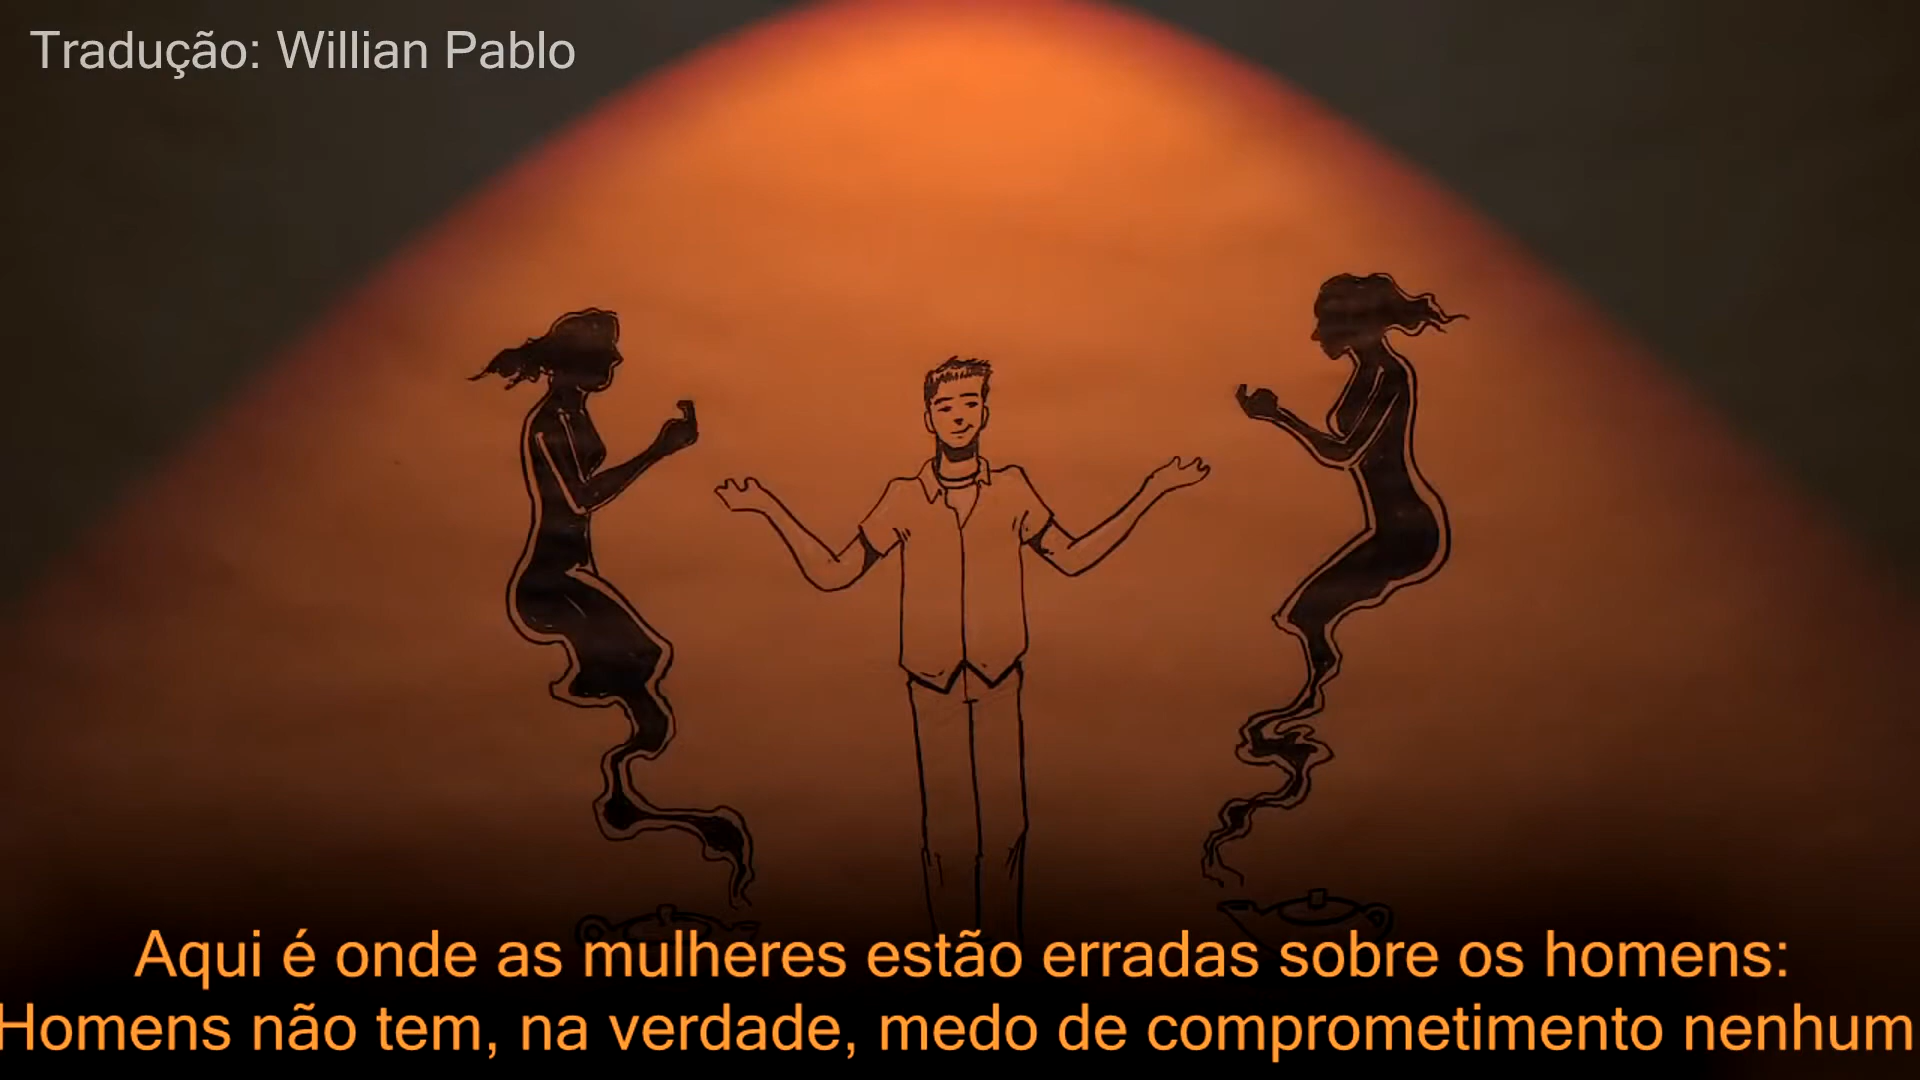 Tradução: Willian Pablo
Aqui é onde as mulheres estão erradas sobre os homens:
Homens não tem, na verdade, medo de comprometimento nenhum